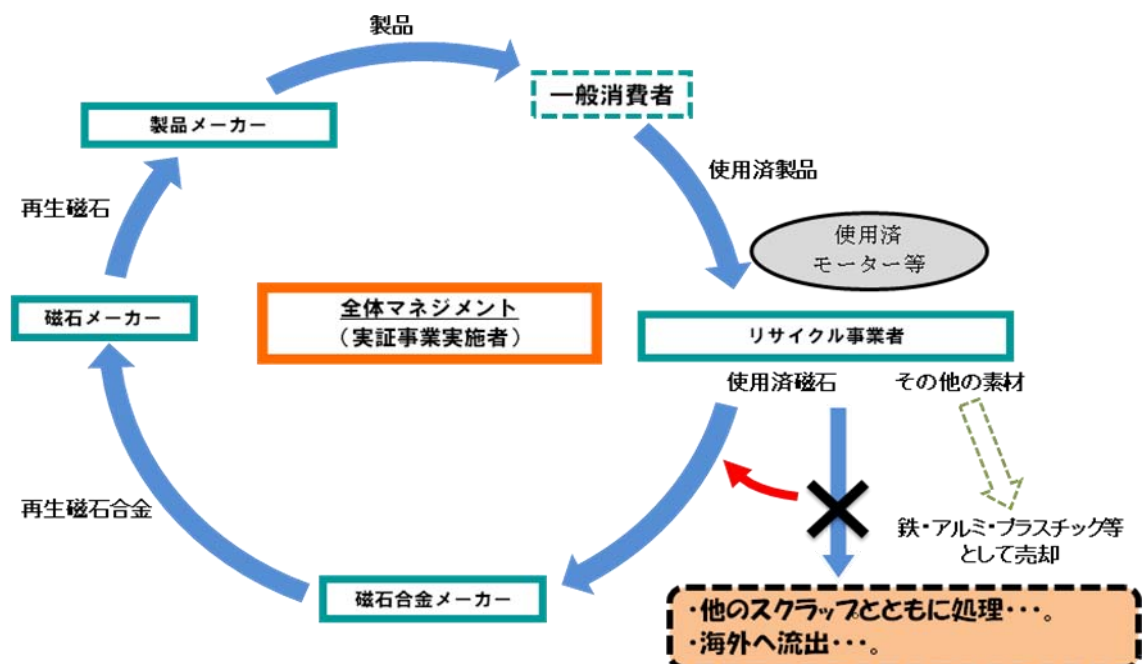 製品
一般消費者
製品メーカー
使用済製品
再生磁石
使用済
モーター等
全体マネジメント
(実証事業実施者)
磁石メーカー
リサイクル事業者
使用済磁石
その他の素材
再生磁石合金
鉄・アルミ・プラスチック等
として売却
磁石合金メーカー
・他のスクラップとともに処理・・・。
・海外へ流出・・・。